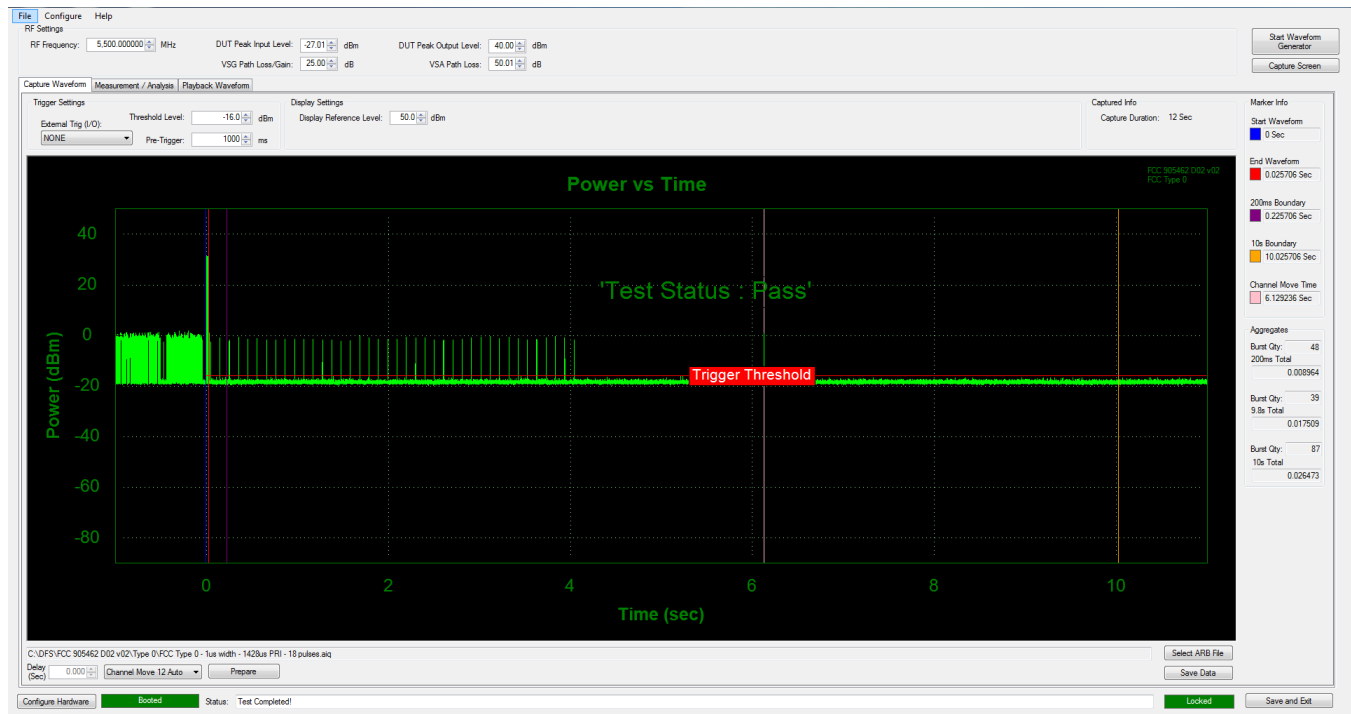 File Configure Help
RF Settings
RF Frequency: 5,500.000000 MHz DUT Peak Input Level: -27.01 dBm DUT Peak Output Level: 40.00 dBm
VSG Path Loss/Gain: 25.00 dB VSA Path Loss: 50.01 dB
Start Waveform
Generator
Capture Screen
Capture Waveform Measurement / Analysis Playback Waveform
Trigger Settings
External Trig (I/O):
NONE
Threshold Level: -16.0 dBm
Pre-Trigger: 1000 ms
Display Settings
Display Reference Level: 50.0 dBm
Captured Info
Capture Duration: 12 Sec
Marker Info
Start Waveform
0 Sec
End Waveform
0.025706 Sec
200ms Boundary
0.225706 Sec
10s Boundary
10.025706 Sec
Channel Move Time
6.129236 Sec
Aggregates
Burst Qty: 48
200ms Total
0.008964
Burst Qty: 39
9.8s Total
0.017509
Burst Qty: 87
10s Total
0.026473
Power vs Time
FCC 905462 D02 v02
FCC Type 0
'Test Status : Pass'
Trigger Threshold
Power (dBm)
40
20
0
-20
-40
-60
-80
0 2 4 6 8 10
Time (sec)
C:\DFS\FCC 905462 D02 v02\Type 0\FCC Type 0 - 1us width - 1428us PRI - 18 pulses.aiq
Select ARB File
Delay
(Sec) 0.000 Channel Move 12 Auto Prepare
Save Data
Configure Hardware Booted Status: Test Completed! Locked Save and Exit